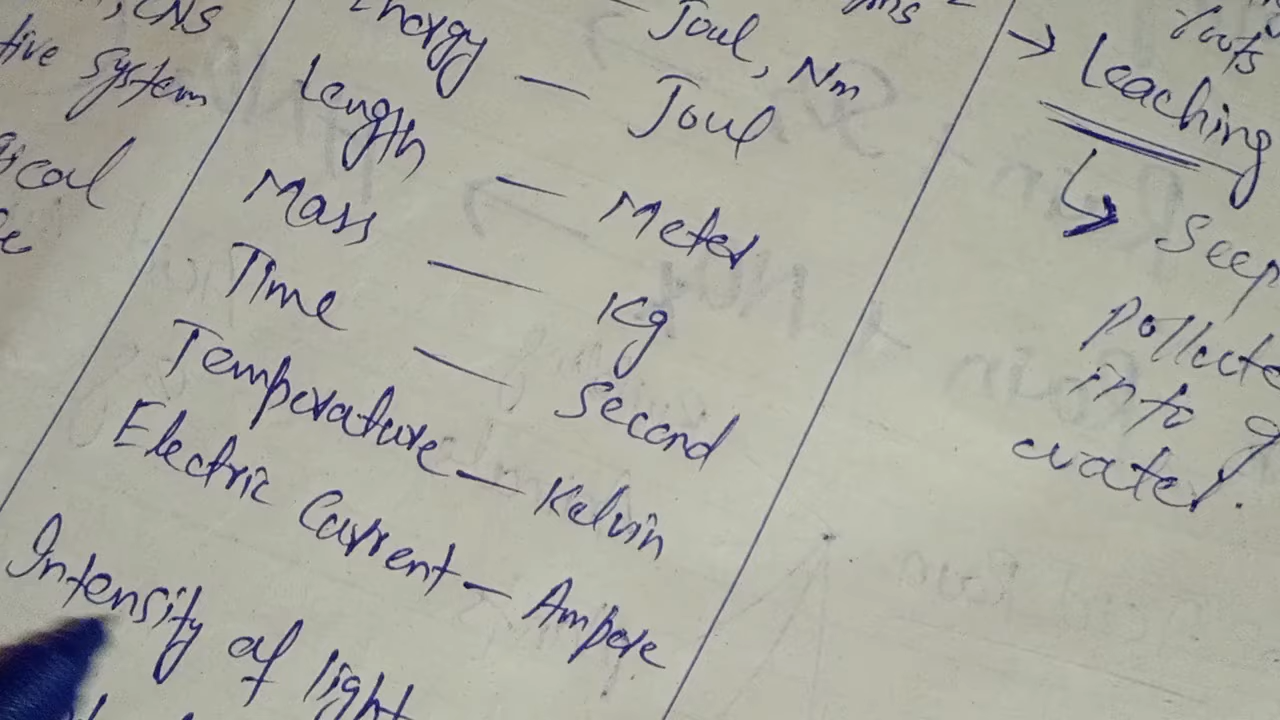 CNS
tive system
ical
Joul, Nm
Energy — Joul
Length — Meter
Mass — Kg
Time — Second
Temperature — Kelvin
Electric Current — Ampere
Intensity of light
→ Leaching
↳ Seep
pollute
into g
water.